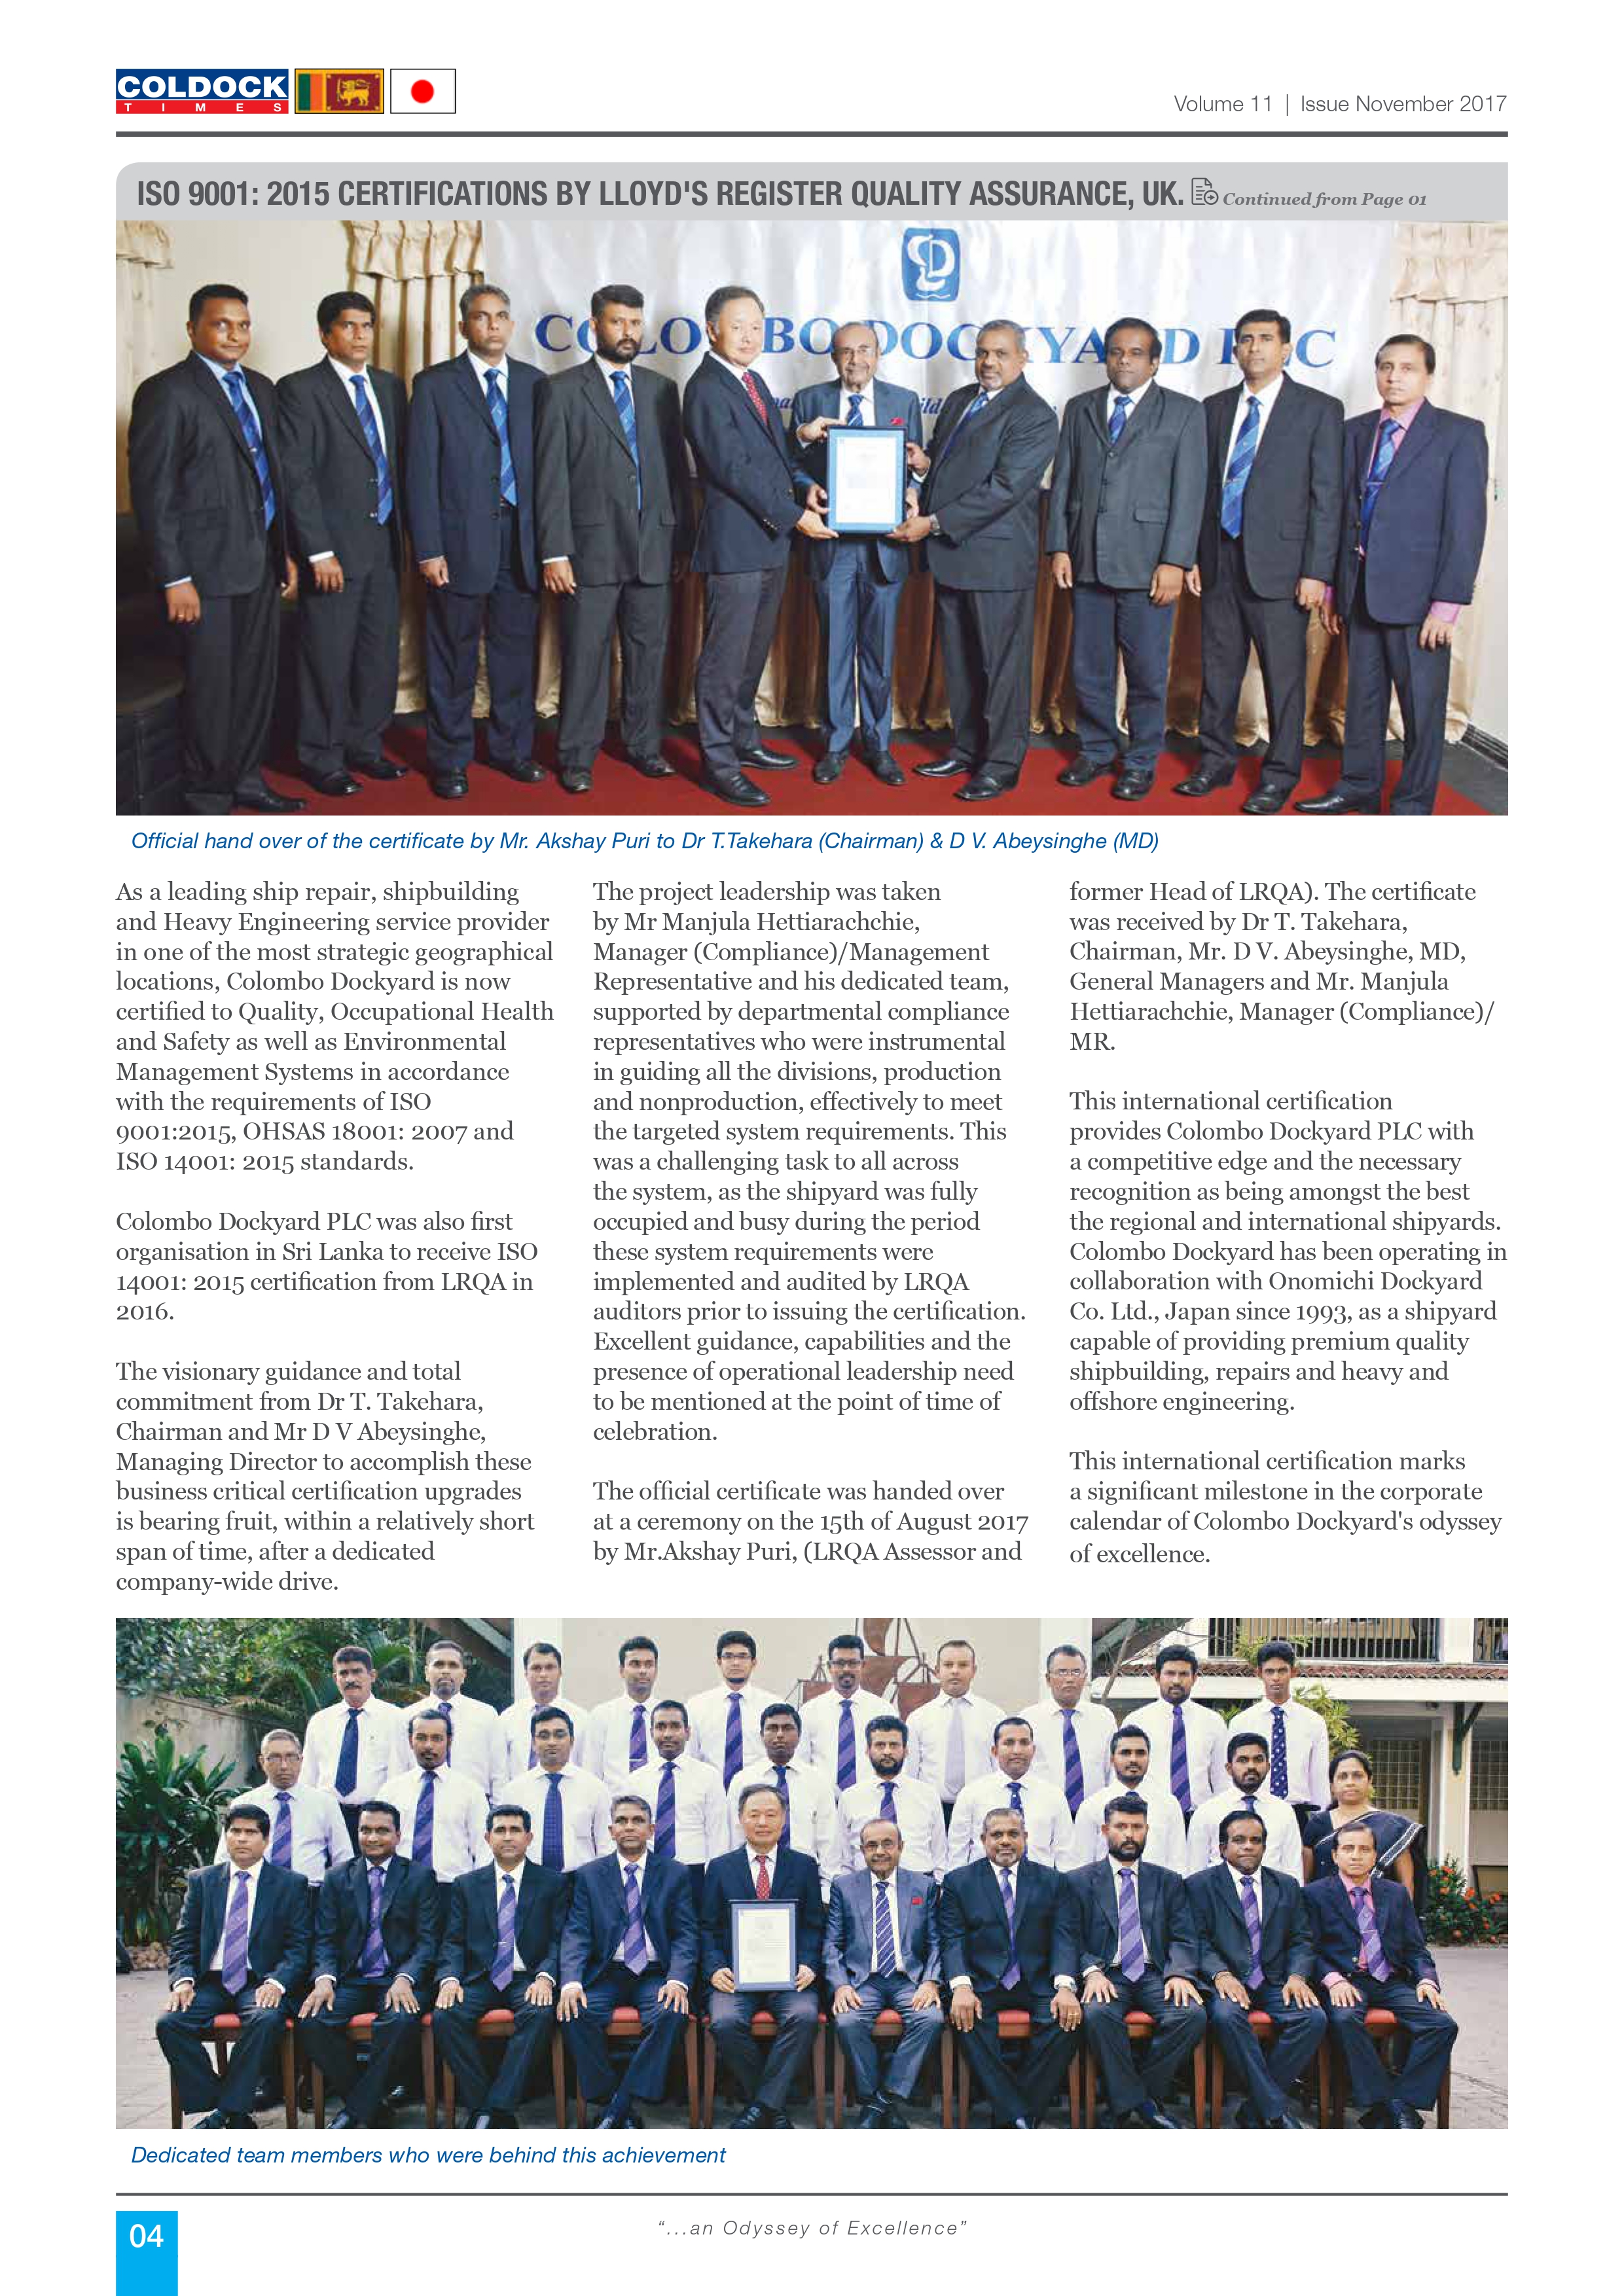 COLDOCK
TIMES
Volume 11 | Issue November 2017
ISO 9001: 2015 CERTIFICATIONS BY LLOYD'S REGISTER QUALITY ASSURANCE, UK. Continued from Page 01
COLOMBO DOCKYARD PLC
Official hand over of the certificate by Mr. Akshay Puri to Dr T.Takehara (Chairman) & D V. Abeysinghe (MD)
As a leading ship repair, shipbuilding
and Heavy Engineering service provider
in one of the most strategic geographical
locations, Colombo Dockyard is now
certified to Quality, Occupational Health
and Safety as well as Environmental
Management Systems in accordance
with the requirements of ISO
9001:2015, OHSAS 18001: 2007 and
ISO 14001: 2015 standards.
Colombo Dockyard PLC was also first
organisation in Sri Lanka to receive ISO
14001: 2015 certification from LRQA in
2016.
The visionary guidance and total
commitment from Dr T. Takehara,
Chairman and Mr D V Abeysinghe,
Managing Director to accomplish these
business critical certification upgrades
is bearing fruit, within a relatively short
span of time, after a dedicated
company-wide drive.
The project leadership was taken
by Mr Manjula Hettiarachchie,
Manager (Compliance)/Management
Representative and his dedicated team,
supported by departmental compliance
representatives who were instrumental
in guiding all the divisions, production
and nonproduction, effectively to meet
the targeted system requirements. This
was a challenging task to all across
the system, as the shipyard was fully
occupied and busy during the period
these system requirements were
implemented and audited by LRQA
auditors prior to issuing the certification.
Excellent guidance, capabilities and the
presence of operational leadership need
to be mentioned at the point of time of
celebration.
The official certificate was handed over
at a ceremony on the 15th of August 2017
by Mr.Akshay Puri, (LRQA Assessor and
former Head of LRQA). The certificate
was received by Dr T. Takehara,
Chairman, Mr. D V. Abeysinghe, MD,
General Managers and Mr. Manjula
Hettiarachchie, Manager (Compliance)/
MR.
This international certification
provides Colombo Dockyard PLC with
a competitive edge and the necessary
recognition as being amongst the best
the regional and international shipyards.
Colombo Dockyard has been operating in
collaboration with Onomichi Dockyard
Co. Ltd., Japan since 1993, as a shipyard
capable of providing premium quality
shipbuilding, repairs and heavy and
offshore engineering.
This international certification marks
a significant milestone in the corporate
calendar of Colombo Dockyard's odyssey
of excellence.
Dedicated team members who were behind this achievement
04
“...an Odyssey of Excellence”